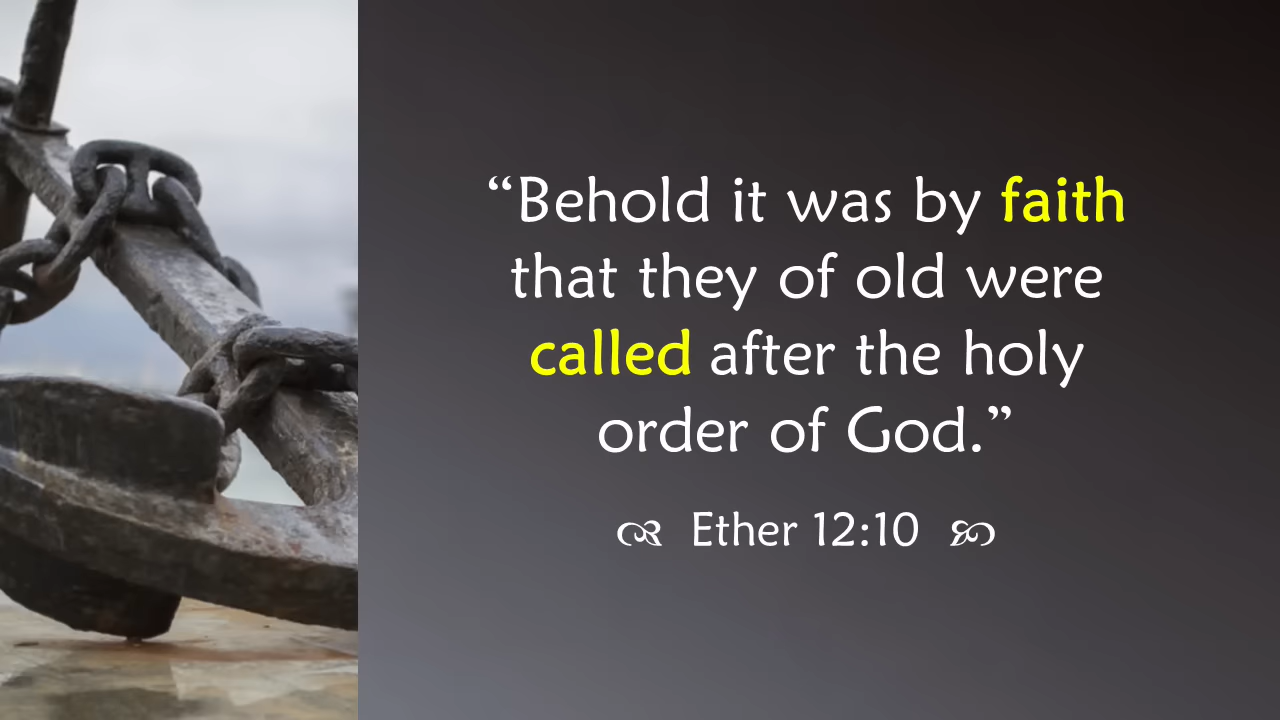 “Behold it was by faith
that they of old were
called after the holy
order of God.”
Ether 12:10